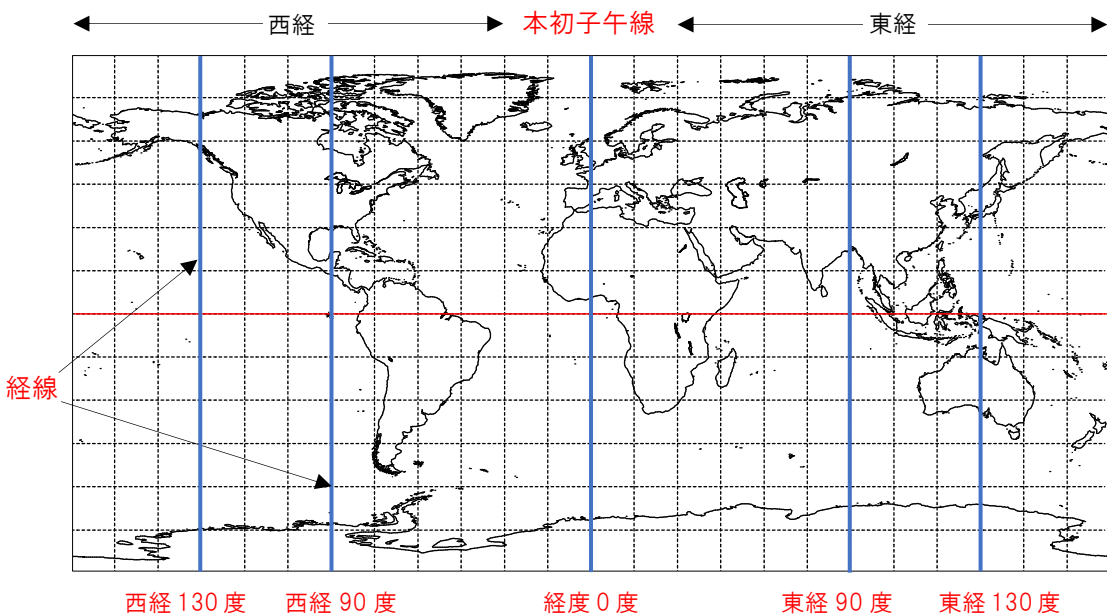 西経
本初子午線
東経
経線
西経 130 度
西経 90 度
経度 0 度
東経 90 度
東経 130 度